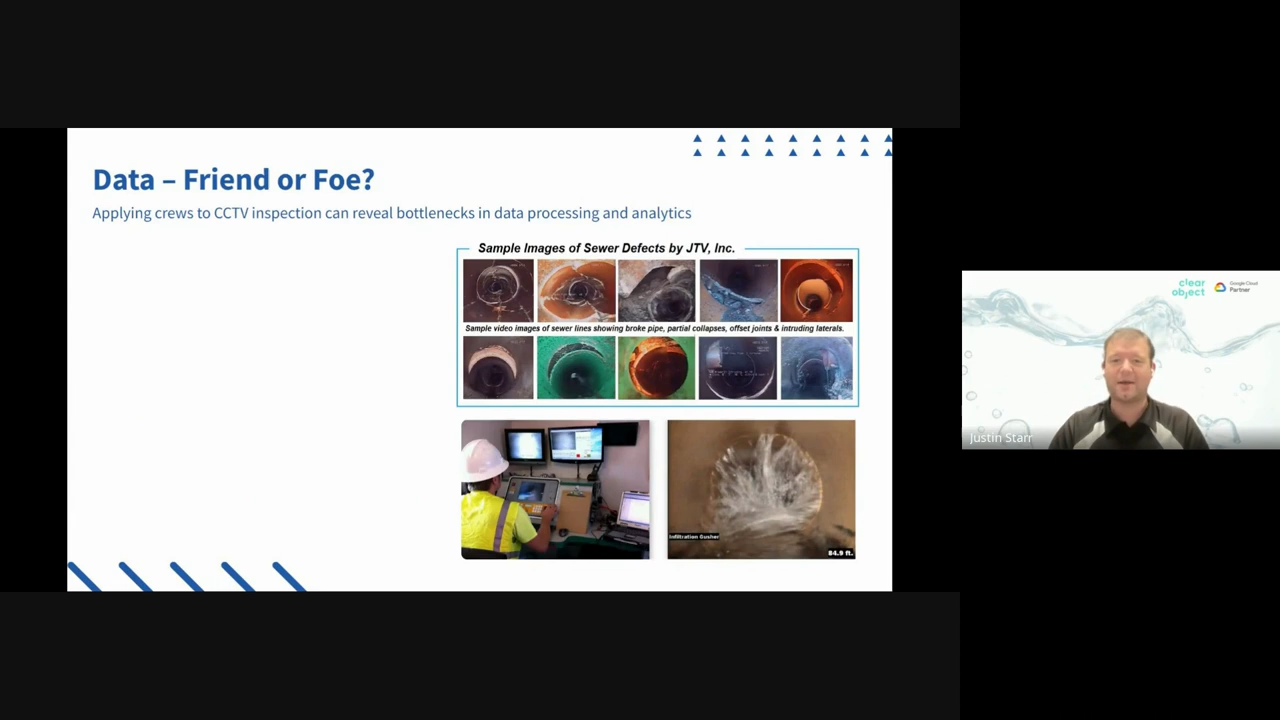 Data – Friend or Foe?
Applying crews to CCTV inspection can reveal bottlenecks in data processing and analytics
Sample Images of Sewer Defects by JTV, Inc.
Sample video images of sewer lines showing broke pipe, partial collapses, offset joints & intruding laterals.
Infiltration Gusher
84.9 ft.
clear
object
Google Cloud
Partner
Justin Starr